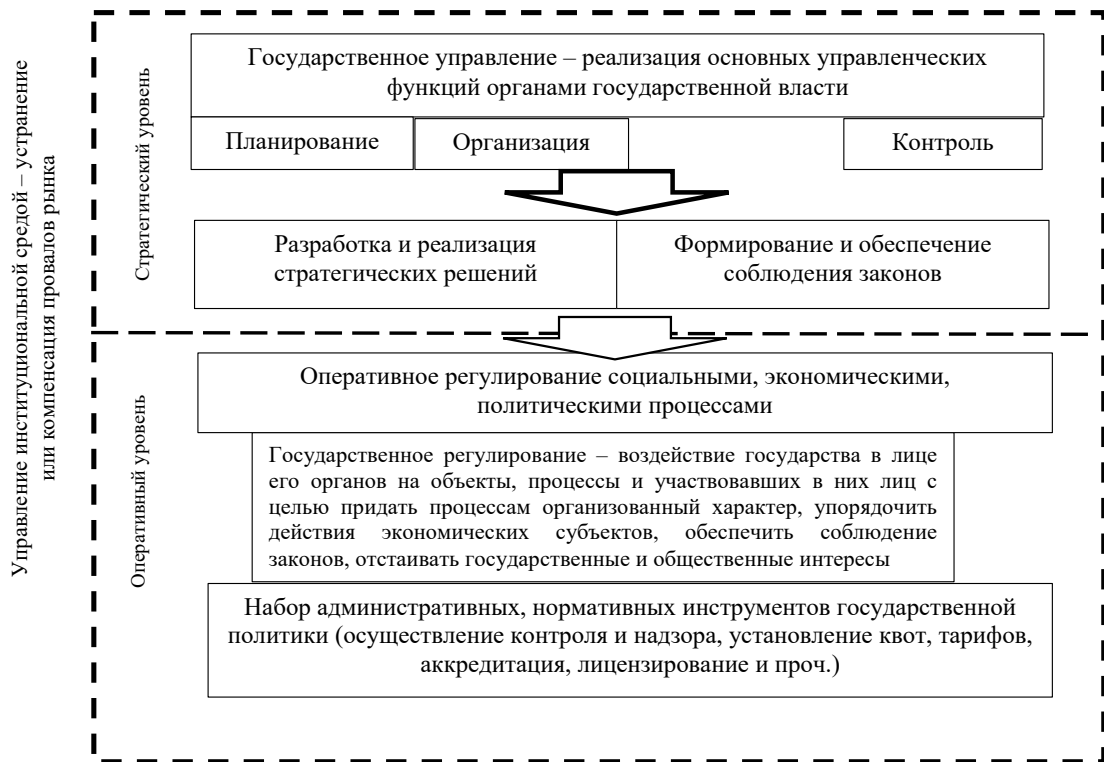 Управление институциональной средой – устранение
или компенсация провалов рынка
Стратегический уровень
Государственное управление – реализация основных управленческих
функций органами государственной власти
Планирование
Организация
Контроль
Разработка и реализация
стратегических решений
Формирование и обеспечение
соблюдения законов
Оперативный уровень
Оперативное регулирование социальными, экономическими,
политическими процессами
Государственное регулирование – воздействие государства в лице
его органов на объекты, процессы и участвовавших в них лиц с
целью придать процессам организованный характер, упорядочить
действия экономических субъектов, обеспечить соблюдение
законов, отстаивать государственные и общественные интересы
Набор административных, нормативных инструментов государственной
политики (осуществление контроля и надзора, установление квот, тарифов,
аккредитация, лицензирование и проч.)